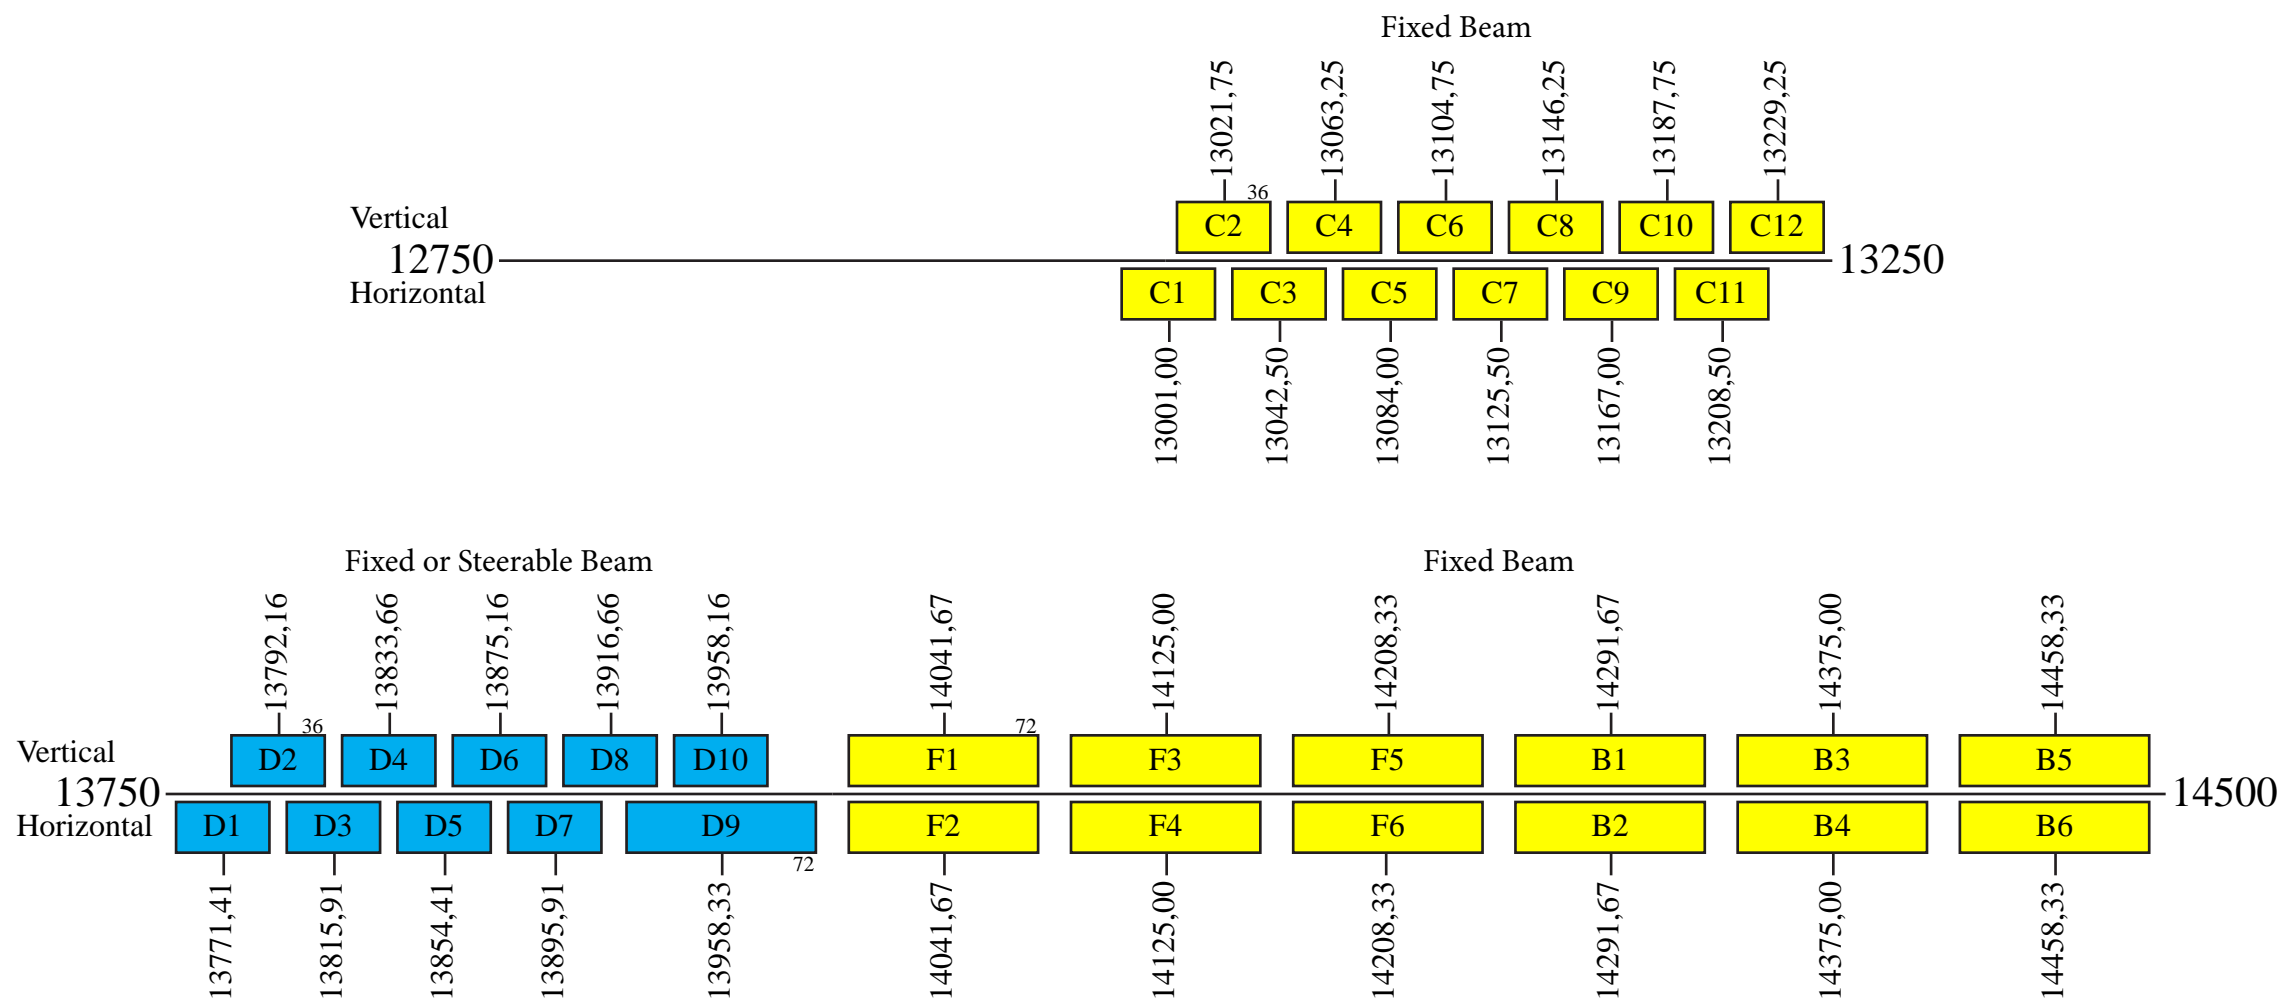 Fixed Beam
13021,75 13063,25 13104,75 13146,25 13187,75 13229,25
36
Vertical
C2 C4 C6 C8 C10 C12
12750 13250
Horizontal
C1 C3 C5 C7 C9 C11
13001,00 13042,50 13084,00 13125,50 13167,00 13208,50
Fixed or Steerable Beam Fixed Beam
13792,16 13833,66 13875,16 13916,66 13958,16 14041,67 14125,00 14208,33 14291,67 14375,00 14458,33
36 72
Vertical
D2 D4 D6 D8 D10 F1 F3 F5 B1 B3 B5
13750 14500
Horizontal
D1 D3 D5 D7 D9 F2 F4 F6 B2 B4 B6
72
13771,41 13815,91 13854,41 13895,91 13958,33 14041,67 14125,00 14208,33 14291,67 14375,00 14458,33